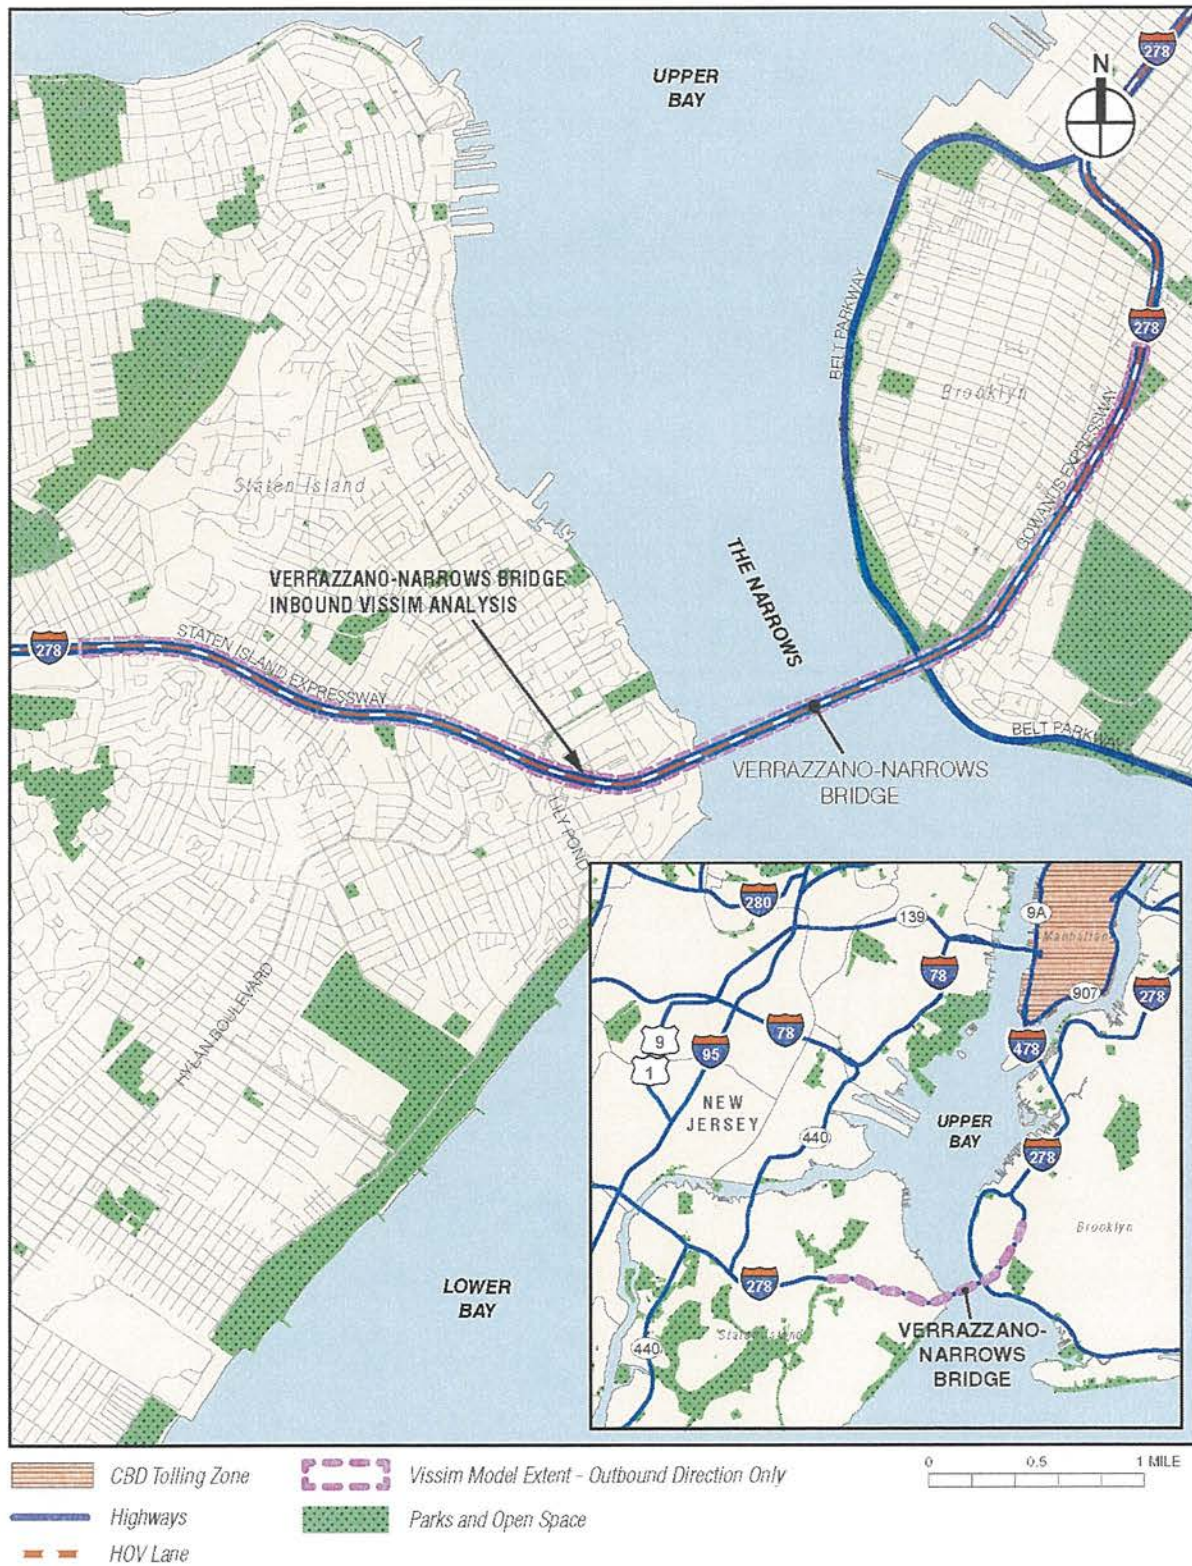 UPPER
BAY
278
N
BELT PARKWAY
278
Brooklyn
GOWANUS EXPRESSWAY
Staten Island
THE NARROWS
VERRAZZANO-NARROWS BRIDGE
INBOUND VISSIM ANALYSIS
278
STATEN ISLAND EXPRESSWAY
BELT PARKWAY
VERRAZZANO-NARROWS
BRIDGE
LILY POND
HYLAN BOULEVARD
LOWER
BAY
280
139
9A
Manhattan
78
907
278
9
1
95
78
478
NEW
JERSEY
440
UPPER
BAY
278
Brooklyn
278
Staten Island
440
VERRAZZANO-
NARROWS
BRIDGE
CBD Tolling Zone
Vissim Model Extent - Outbound Direction Only
0 0.5 1 MILE
Highways
Parks and Open Space
HOV Lane